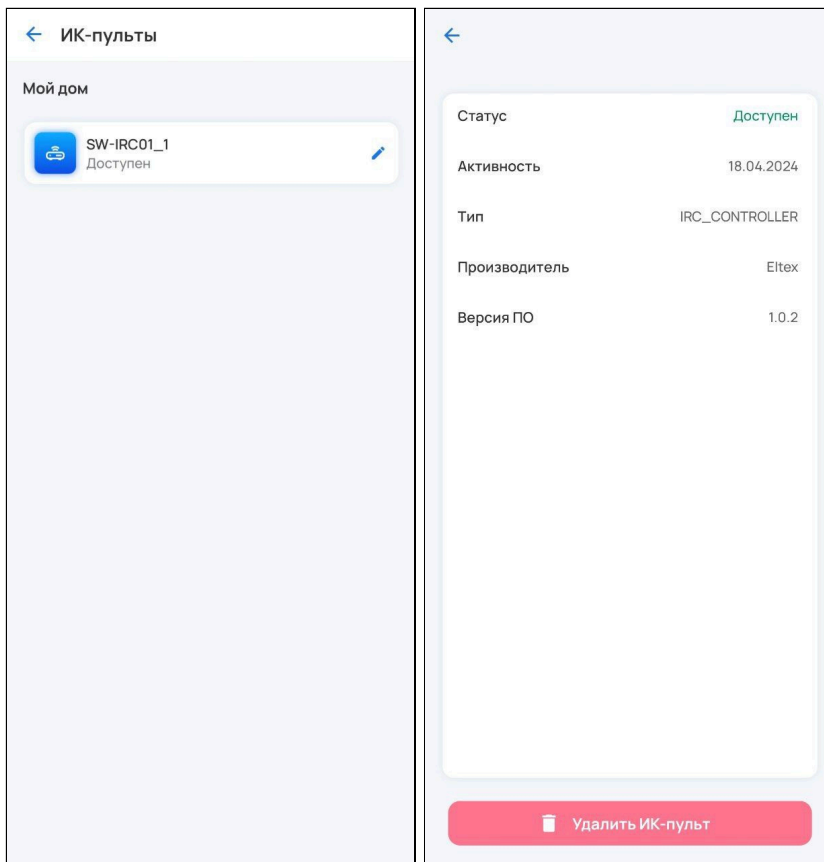 ИК-пульты
Мой дом
SW-IRC01_1
Доступен
Статус Доступен
Активность 18.04.2024
Тип IRC_CONTROLLER
Производитель Eltex
Версия ПО 1.0.2
Удалить ИК-пульт